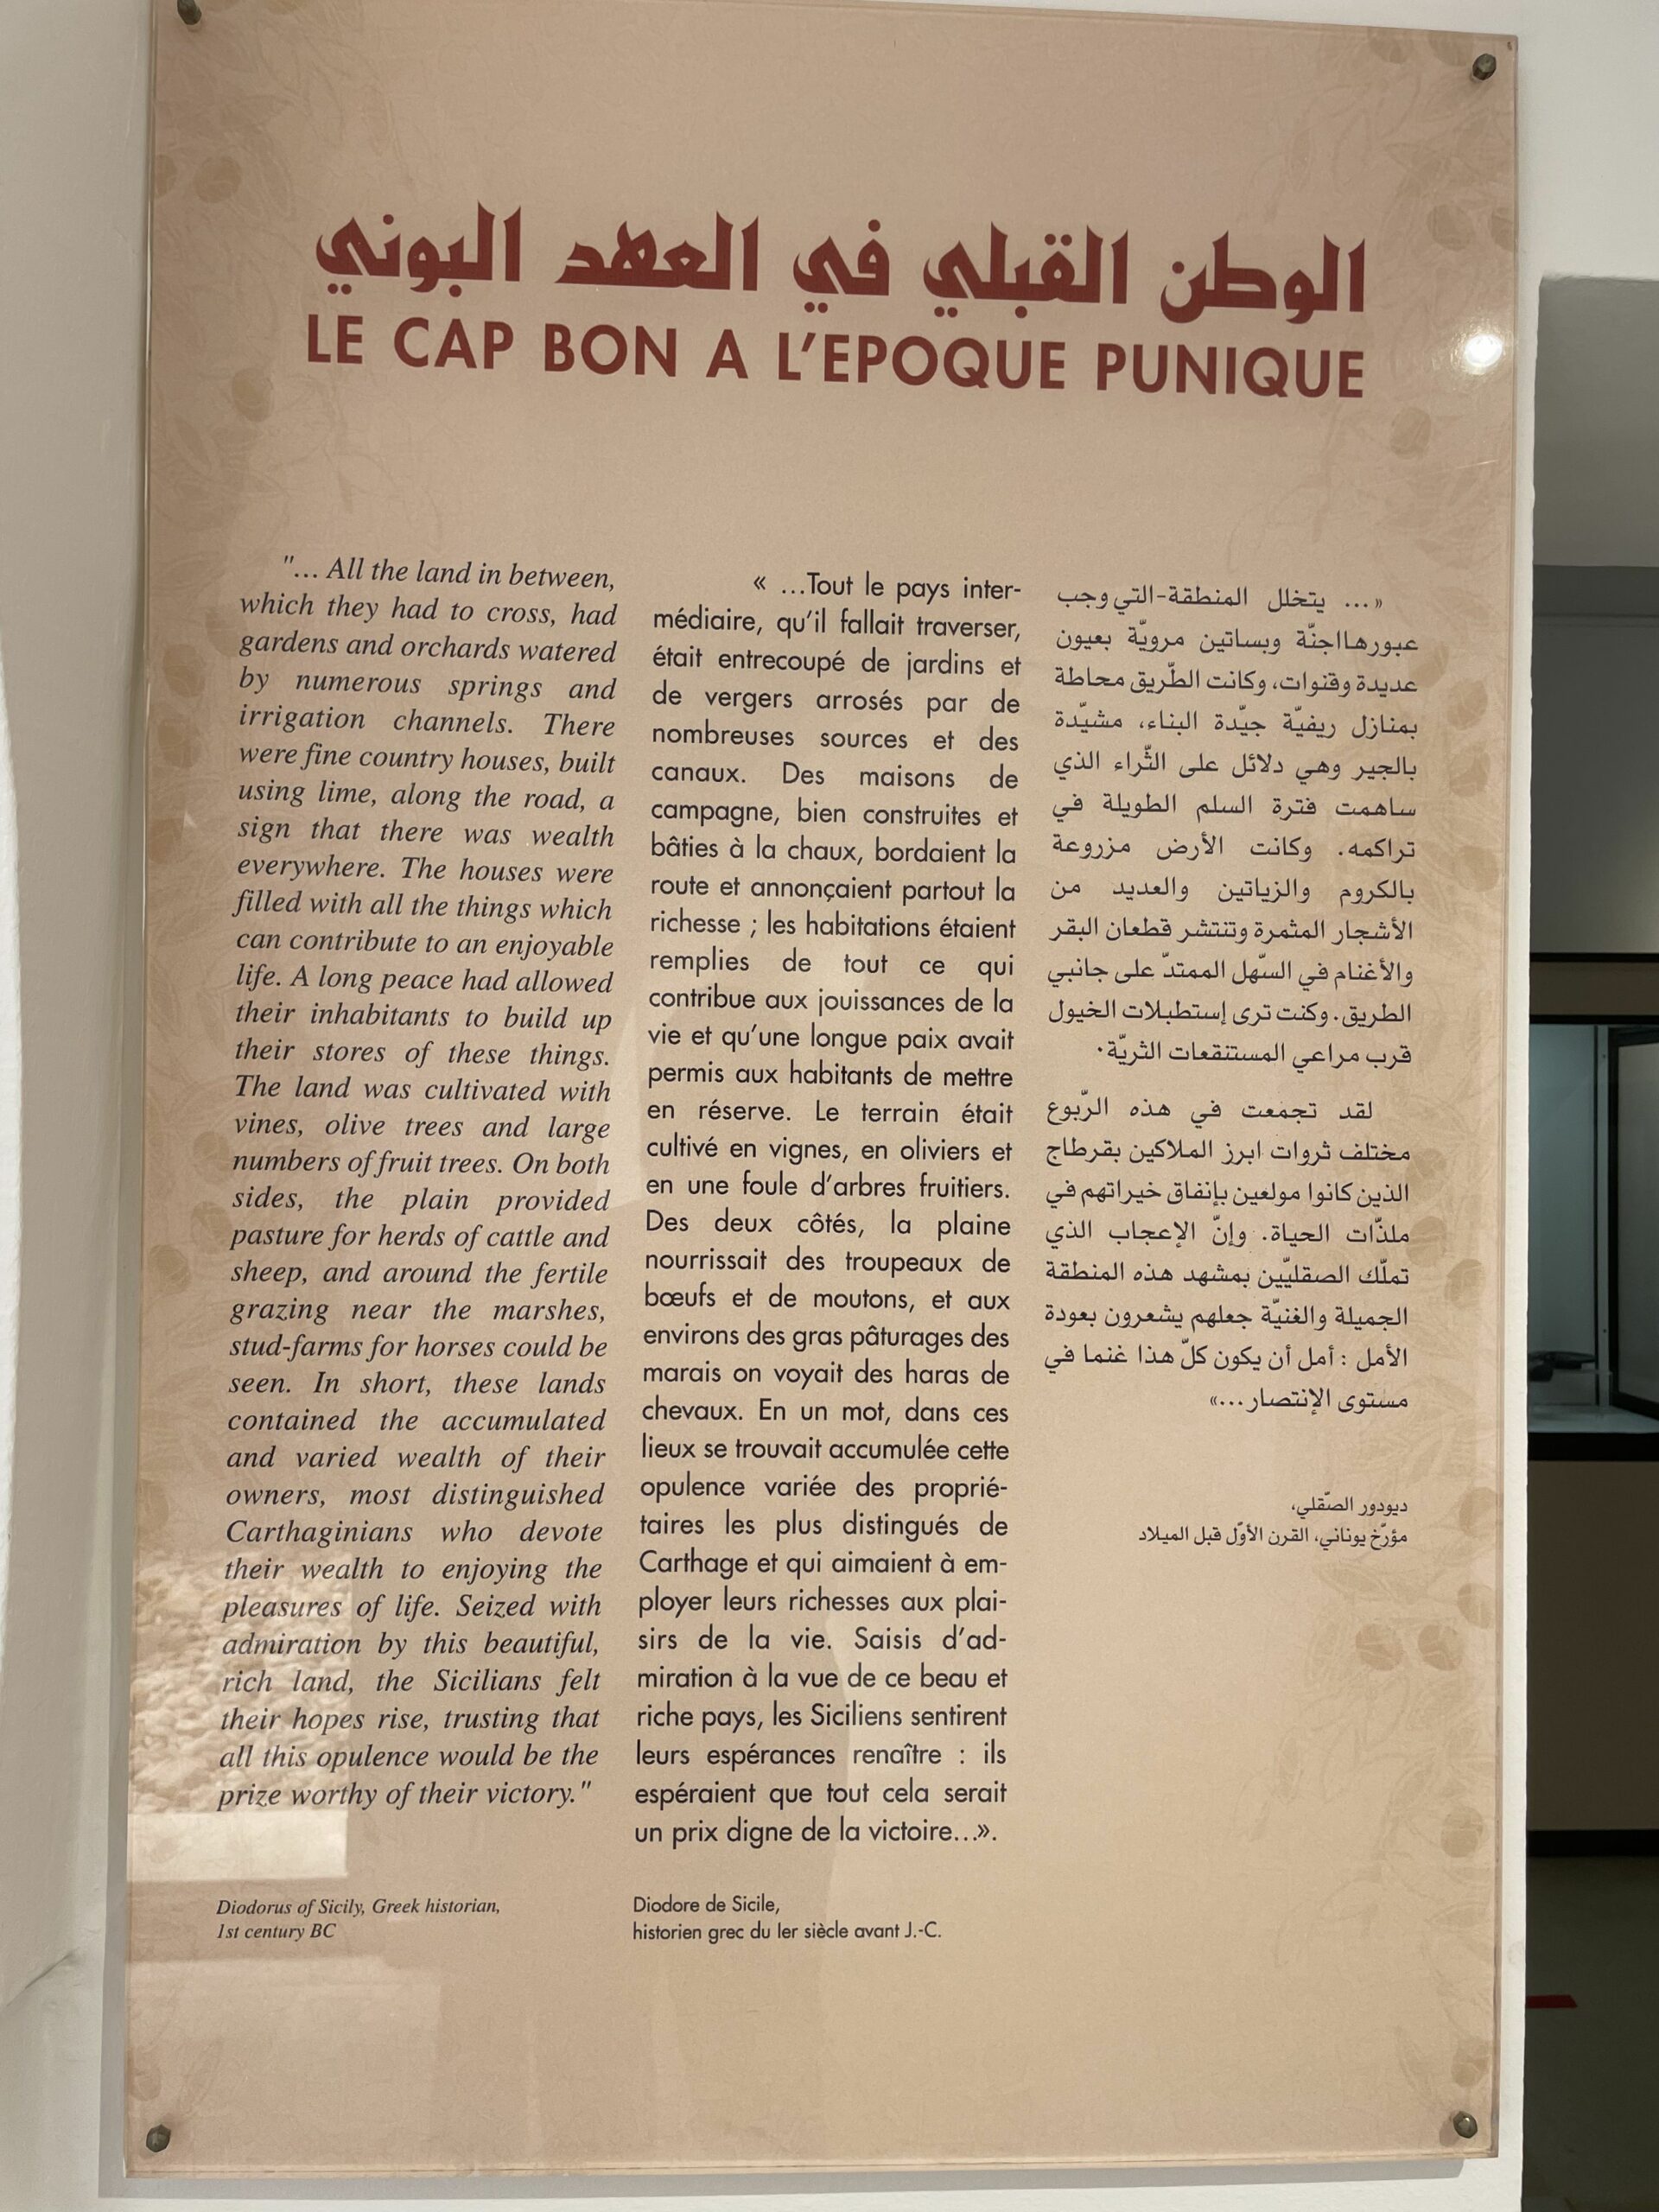 الوطن القبلي في العهد البوني
LE CAP BON A L'EPOQUE PUNIQUE
"... All the land in between,
which they had to cross, had
gardens and orchards watered
by numerous springs and
irrigation channels. There
were fine country houses, built
using lime, along the road, a
sign that there was wealth
everywhere. The houses were
filled with all the things which
can contribute to an enjoyable
life. A long peace had allowed
their inhabitants to build up
their stores of these things.
The land was cultivated with
vines, olive trees and large
numbers of fruit trees. On both
sides, the plain provided
pasture for herds of cattle and
sheep, and around the fertile
grazing near the marshes,
stud-farms for horses could be
seen. In short, these lands
contained the accumulated
and varied wealth of their
owners, most distinguished
Carthaginians who devote
their wealth to enjoying the
pleasures of life. Seized with
admiration by this beautiful,
rich land, the Sicilians felt
their hopes rise, trusting that
all this opulence would be the
prize worthy of their victory."
Diodorus of Sicily, Greek historian,
1st century BC
« ...Tout le pays inter-
médiaire, qu'il fallait traverser,
était entrecoupé de jardins et
de vergers arrosés par de
nombreuses sources et des
canaux. Des maisons de
campagne, bien construites et
bâties à la chaux, bordaient la
route et annonçaient partout la
richesse ; les habitations étaient
remplies de tout ce qui
contribue aux jouissances de la
vie et qu'une longue paix avait
permis aux habitants de mettre
en réserve. Le terrain était
cultivé en vignes, en oliviers et
en une foule d'arbres fruitiers.
Des deux côtés, la plaine
nourrissait des troupeaux de
bœufs et de moutons, et aux
environs des gras pâturages des
marais on voyait des haras de
chevaux. En un mot, dans ces
lieux se trouvait accumulée cette
opulence variée des proprié-
taires les plus distingués de
Carthage et qui aimaient à em-
ployer leurs richesses aux plai-
sirs de la vie. Saisis d'ad-
miration à la vue de ce beau et
riche pays, les Siciliens sentirent
leurs espérances renaître : ils
espéraient que tout cela serait
un prix digne de la victoire...».
Diodore de Sicile,
historien grec du Ier siècle avant J.-C.
«... يتخلل المنطقة-التي وجب
عبورهااجنّة وبساتين مرويّة بعيون
عديدة وقنوات، وكانت الطّريق محاطة
بمنازل ريفيّة جيّدة البناء، مشيّدة
بالجير وهي دلائل على الثّراء الذي
ساهمت فترة السلم الطويلة في
تراكمه. وكانت الأرض مزروعة
بالكروم والزياتين والعديد من
الأشجار المثمرة وتنتشر قطعان البقر
والأغنام في السّهل الممتدّ على جانبي
الطريق. وكنت ترى إستطبلات الخيول
قرب مراعي المستنقعات الثريّة.
لقد تجمّعت في هذه الرّبوع
مختلف ثروات ابرز الملاكين بقرطاج
الذين كانوا مولعين بإنفاق خيراتهم في
ملذّات الحياة. وإنّ الإعجاب الذي
تملّك الصقليّين بمشهد هذه المنطقة
الجميلة والغنيّة جعلهم يشعرون بعودة
الأمل : أمل أن يكون كلّ هذا غنما في
مستوى الإنتصار...»
ديودور الصّقلي،
مؤرّخ يوناني، القرن الأوّل قبل الميلاد